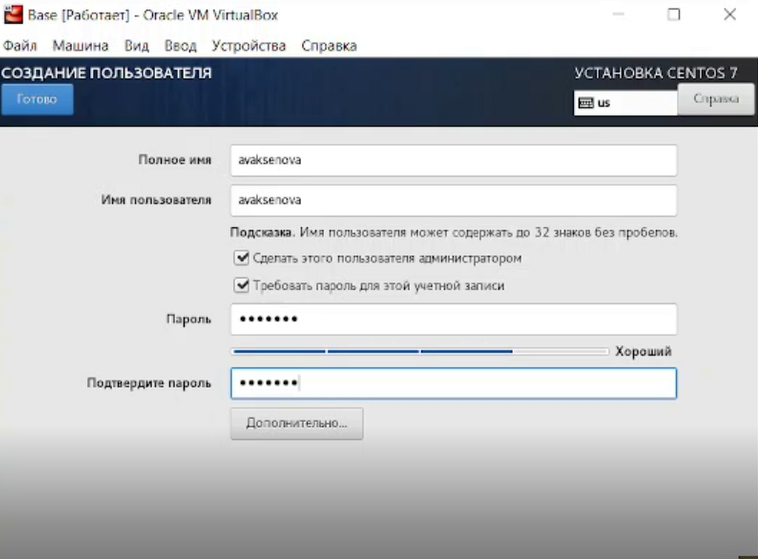 Base [Работает] - Oracle VM VirtualBox
Файл Машина Вид Ввод Устройства Справка
СОЗДАНИЕ ПОЛЬЗОВАТЕЛЯ
УСТАНОВКА CENTOS 7
Готово
us
Справка
Полное имя avaksenova
Имя пользователя avaksenova
Подсказка. Имя пользователя может содержать до 32 знаков без пробелов.
Сделать этого пользователя администратором
Требовать пароль для этой учетной записи
Пароль •••••••
Хороший
Подтвердите пароль •••••••
Дополнительно...